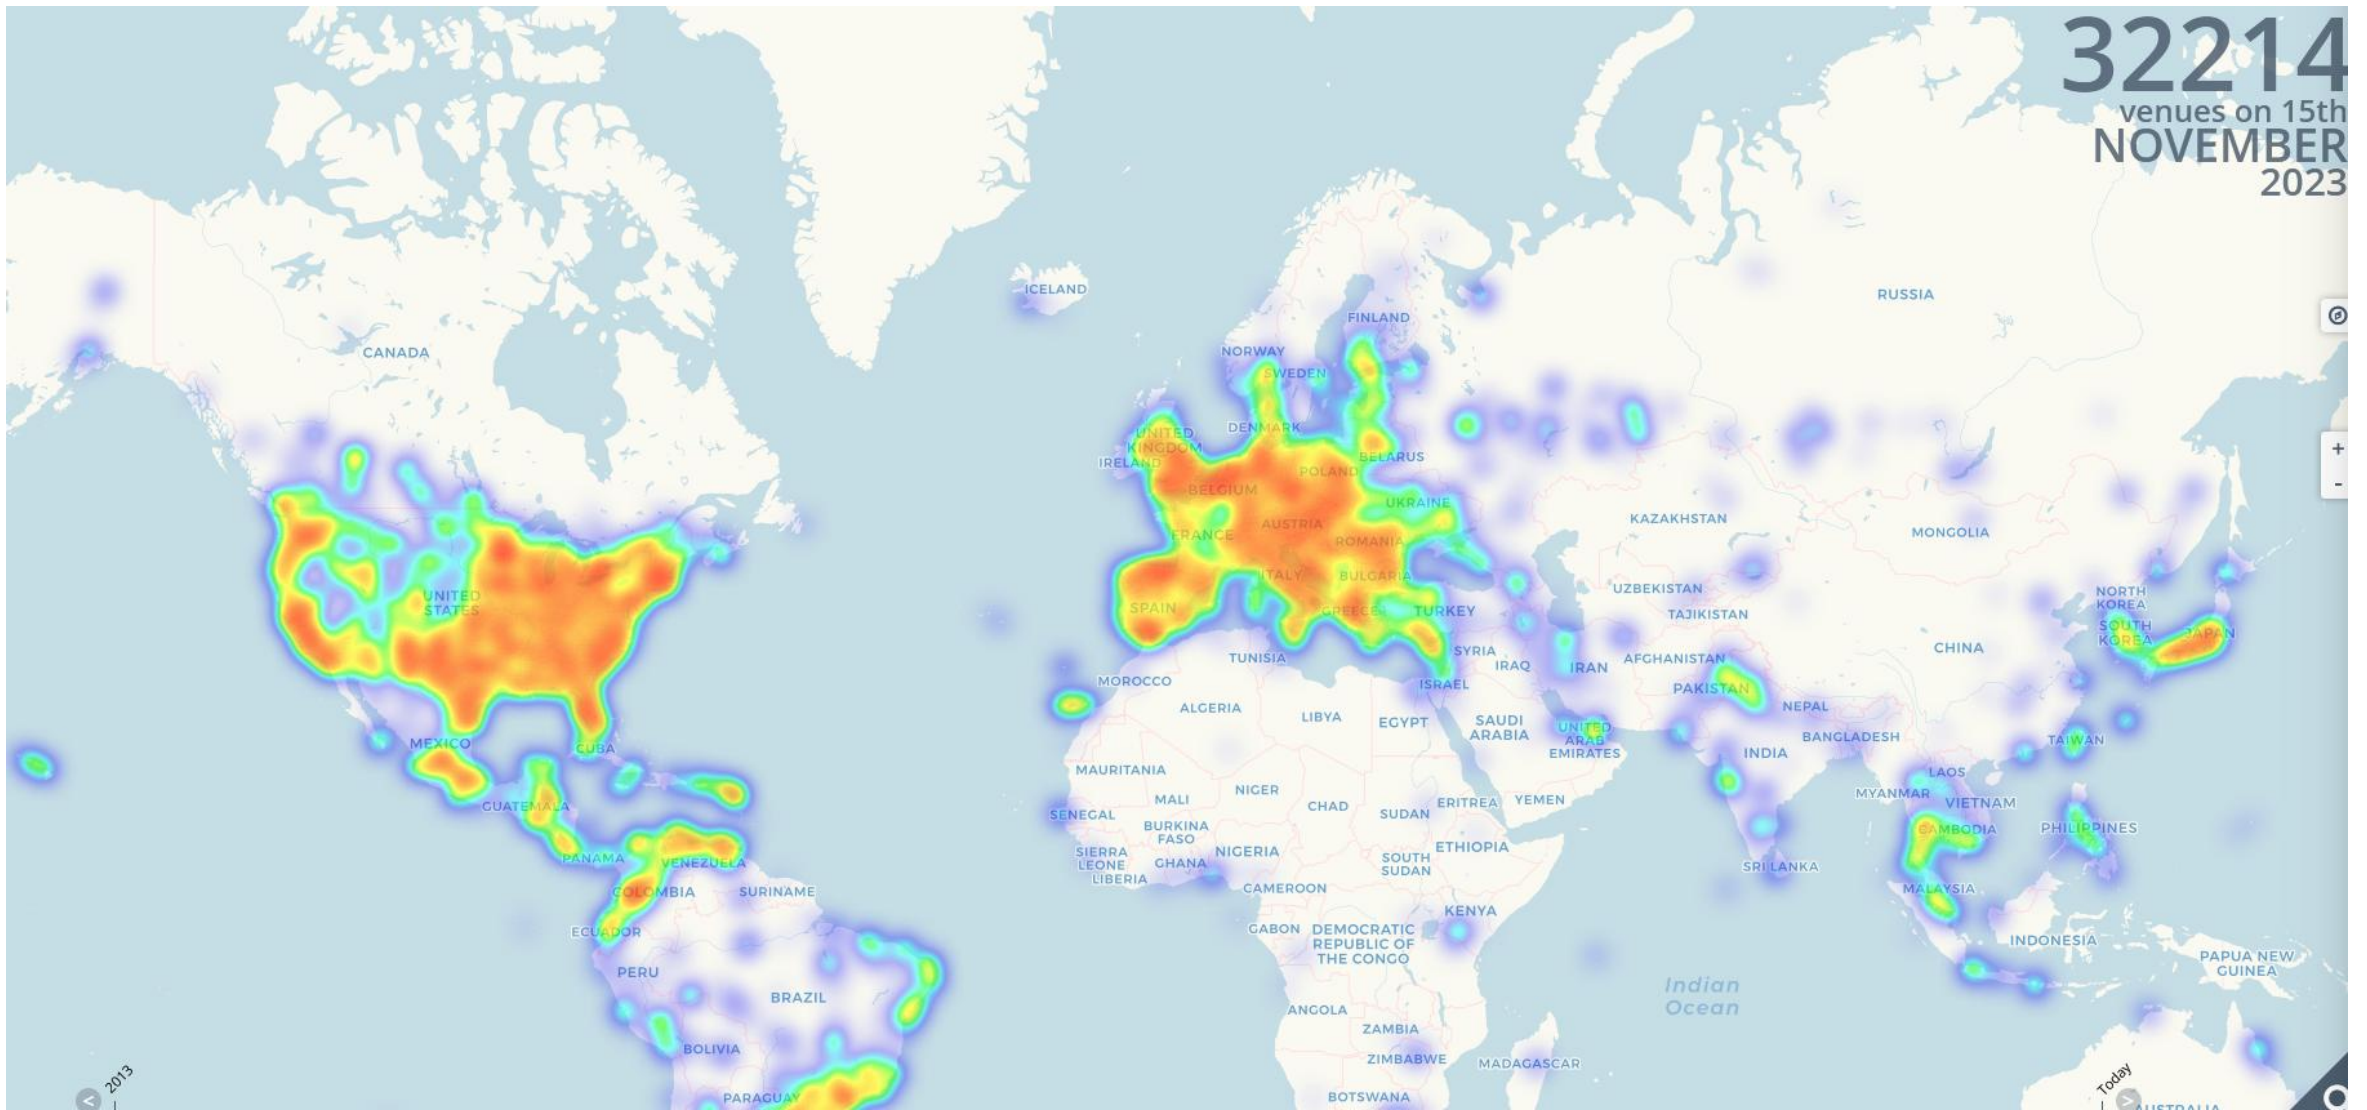 32214
venues on 15th
NOVEMBER
2023
ICELAND
RUSSIA
FINLAND
CANADA
NORWAY
SWEDEN
DENMARK
UNITED
KINGDOM
IRELAND
BELARUS
POLAND
BELGIUM
UKRAINE
KAZAKHSTAN
MONGOLIA
AUSTRIA
FRANCE
ROMANIA
ITALY
BULGARIA
UZBEKISTAN
NORTH
KOREA
UNITED
STATES
SPAIN
GREECE
TURKEY
TAJIKISTAN
SOUTH
KOREA
JAPAN
CHINA
TUNISIA
SYRIA
IRAQ
IRAN
AFGHANISTAN
MOROCCO
ISRAEL
PAKISTAN
ALGERIA
LIBYA
EGYPT
SAUDI
ARABIA
UNITED
ARAB
EMIRATES
NEPAL
BANGLADESH
TAIWAN
MEXICO
CUBA
INDIA
MAURITANIA
LAOS
MYANMAR
VIETNAM
MALI
NIGER
CHAD
SUDAN
ERITREA
YEMEN
GUATEMALA
SENEGAL
BURKINA
FASO
CAMBODIA
PHILIPPINES
PANAMA
VENEZUELA
SIERRA
LEONE
LIBERIA
GHANA
NIGERIA
SOUTH
SUDAN
ETHIOPIA
SRI LANKA
COLOMBIA
SURINAME
CAMEROON
MALAYSIA
ECUADOR
GABON
DEMOCRATIC
REPUBLIC OF
THE CONGO
KENYA
INDONESIA
PAPUA NEW
GUINEA
PERU
BRAZIL
Indian
Ocean
ANGOLA
ZAMBIA
BOLIVIA
ZIMBABWE
MADAGASCAR
PARAGUAY
BOTSWANA
AUSTRALIA
2013
Today
<
>
+
-